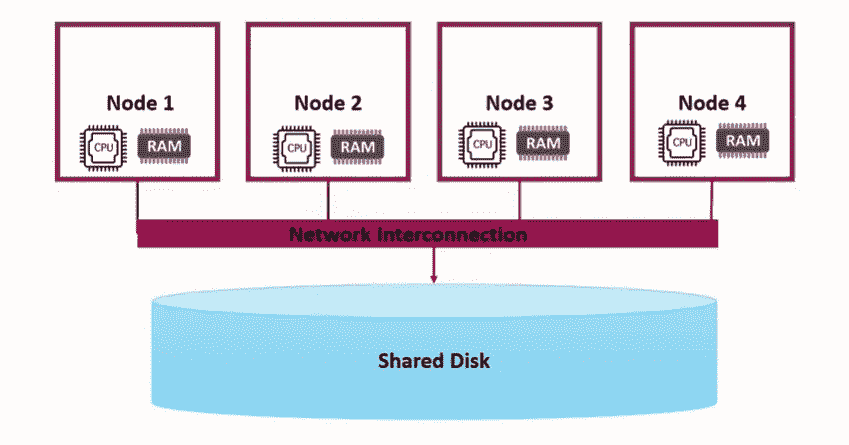 Node 1
CPU
RAM
Node 2
CPU
RAM
Node 3
CPU
RAM
Node 4
CPU
RAM
Network Interconnection
Shared Disk